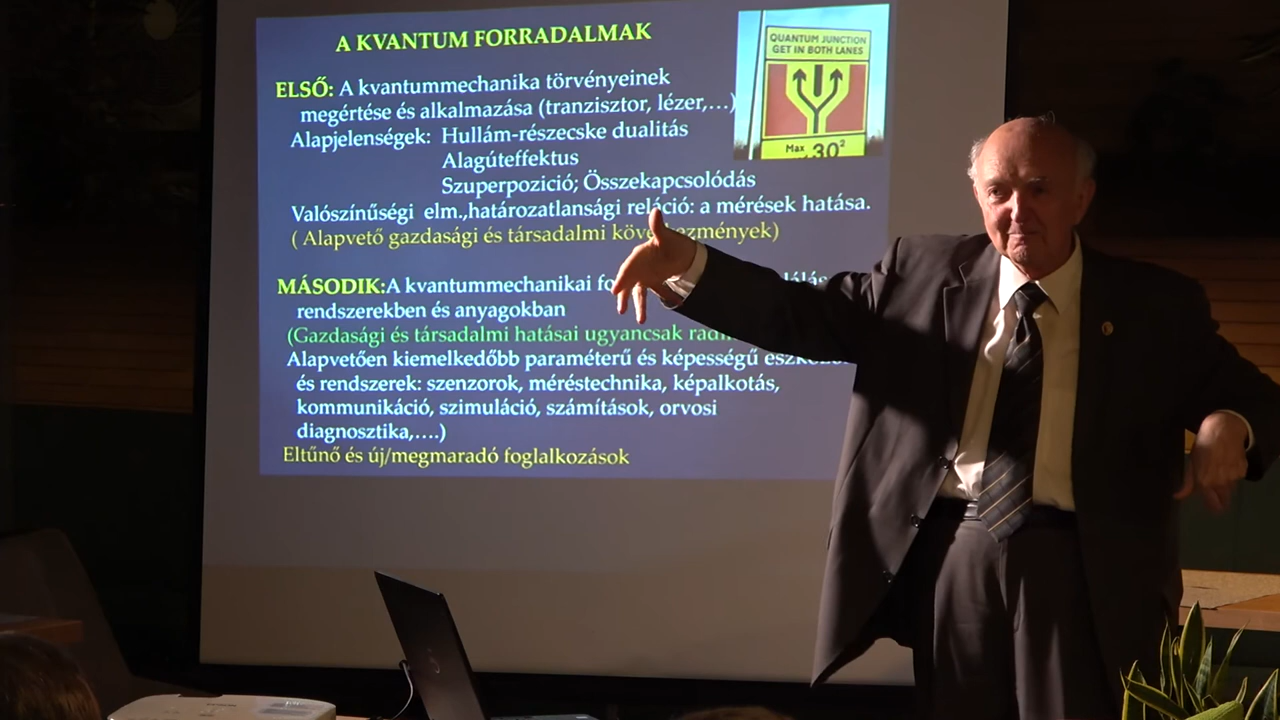 A KVANTUM FORRADALMAK
QUANTUM JUNCTION
GET IN BOTH LANES
Max 30²
ELSŐ: A kvantummechanika törvényeinek
megértése és alkalmazása (tranzisztor, lézer,…)
Alapjelenségek: Hullám-részecske dualitás
Alagúteffektus
Szuperpozició; Összekapcsolódás
Valószínűségi elm.,határozatlansági reláció: a mérések hatása.
( Alapvető gazdasági és társadalmi
MÁSODIK:A kvantummechanikai
rendszerekben és anyagokban
(Gazdasági és társadalmi hatásai ugyancsak
Alapvetően kiemelkedőbb paraméterű és képességű
és rendszerek: szenzorok, méréstechnika, képalkotás,
kommunikáció, szimuláció, számítások, orvosi
diagnosztika,….)
Eltűnő és új/megmaradó foglalkozások